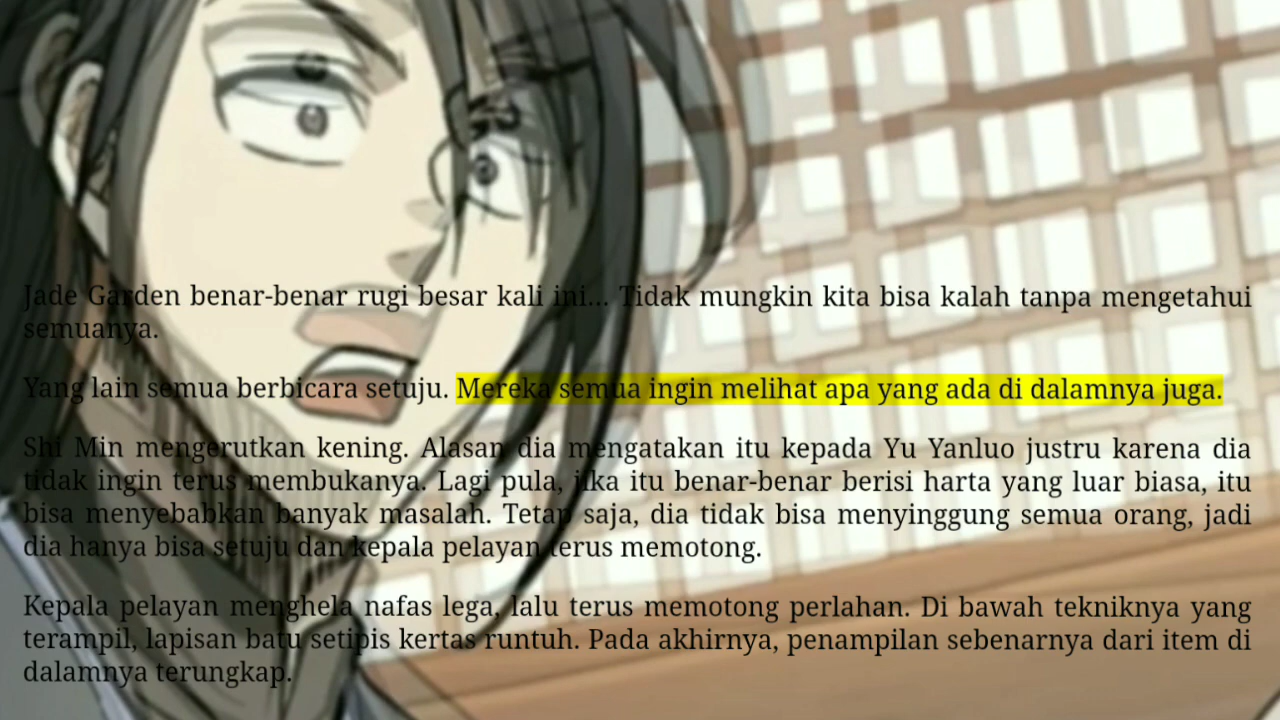 Jade Garden benar-benar rugi besar kali ini... Tidak mungkin kita bisa kalah tanpa mengetahui
semuanya.
Yang lain semua berbicara setuju. Mereka semua ingin melihat apa yang ada di dalamnya juga.
Shi Min mengerutkan kening. Alasan dia mengatakan itu kepada Yu Yanluo justru karena dia
tidak ingin terus membukanya. Lagi pula, jika itu benar-benar berisi harta yang luar biasa, itu
bisa menyebabkan banyak masalah. Tetap saja, dia tidak bisa menyinggung semua orang, jadi
dia hanya bisa setuju dan kepala pelayan terus memotong.
Kepala pelayan menghela nafas lega, lalu terus memotong perlahan. Di bawah tekniknya yang
terampil, lapisan batu setipis kertas runtuh. Pada akhirnya, penampilan sebenarnya dari item di
dalamnya terungkap.